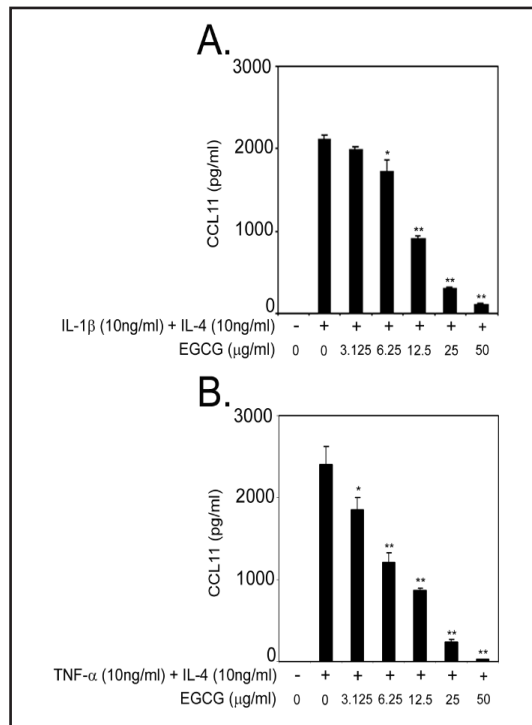 A.
3000
2000
1000
0
CCL11 (pg/ml)
*
**
**
**
IL-1β (10ng/ml) + IL-4 (10ng/ml) - + + + + + +
EGCG (μg/ml) 0 0 3.125 6.25 12.5 25 50
B.
3000
2000
1000
0
CCL11 (pg/ml)
*
**
**
**
**
TNF-α (10ng/ml) + IL-4 (10ng/ml) - + + + + + +
EGCG (μg/ml) 0 0 3.125 6.25 12.5 25 50